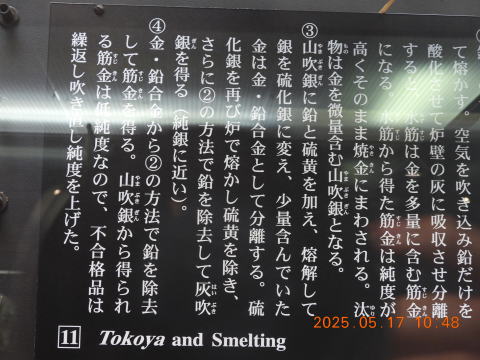 て熔かす。空気を吹き込み鉛だけを
酸化させて炉壁の灰に吸収させ分離
する。水筋は金を多量に含む筋金
になる。水筋から得た筋金は純度が
高くそのまま焼金にまわされる。汰
物は金を微量含む山吹銀となる。
③山吹銀に鉛と硫黄を加え、熔解して
銀を硫化銀に変え、少量含んでいた
金は金・鉛合金として分離する。硫
化銀を再び炉で熔かし硫黄を除き、
さらに②の方法で鉛を除去して灰吹
銀を得る(純銀に近い)。
④金・鉛合金から②の方法で鉛を除去
して筋金を得る。山吹銀から得られ
る筋金は低純度なので、不合格品は
繰返し吹き直し純度を上げた。
11 Tokoya and Smelting
2025.05.17 10:48